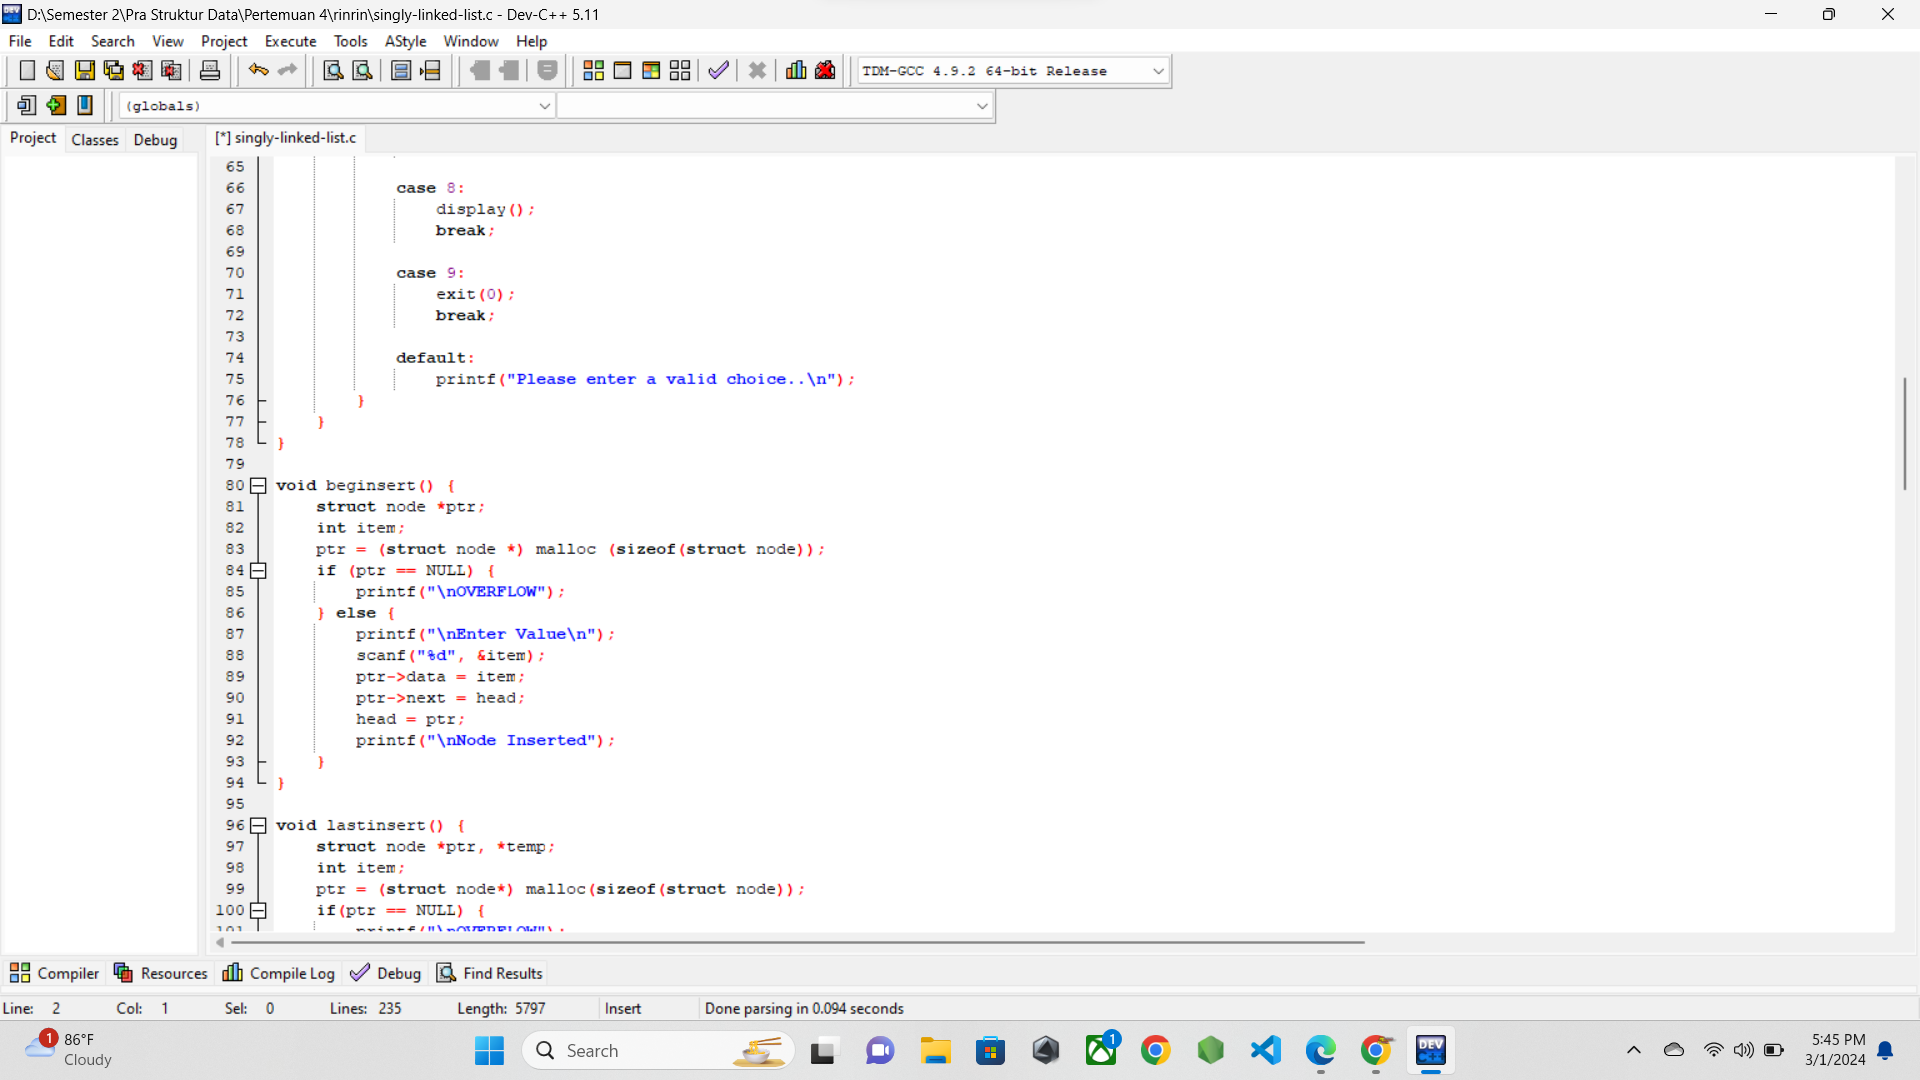 D:\Semester 2\Pra Struktur Data\Pertemuan 4\rinrin\singly-linked-list.c - Dev-C++ 5.11
File Edit Search View Project Execute Tools AStyle Window Help
TDM-GCC 4.9.2 64-bit Release
(globals)
Project Classes Debug [*] singly-linked-list.c
65
66 case 8:
67 display();
68 break;
69
70 case 9:
71 exit(0);
72 break;
73
74 default:
75 printf("Please enter a valid choice..\n");
76 }
77 }
78 }
79
80 void beginsert() {
81 struct node *ptr;
82 int item;
83 ptr = (struct node *) malloc (sizeof(struct node));
84 if (ptr == NULL) {
85 printf("\nOVERFLOW");
86 } else {
87 printf("\nEnter Value\n");
88 scanf("%d", &item);
89 ptr->data = item;
90 ptr->next = head;
91 head = ptr;
92 printf("\nNode Inserted");
93 }
94 }
95
96 void lastinsert() {
97 struct node *ptr, *temp;
98 int item;
99 ptr = (struct node*) malloc(sizeof(struct node));
100 if(ptr == NULL) {
101 printf("\nOVERFLOW");
Compiler Resources Compile Log Debug Find Results
Line: 2 Col: 1 Sel: 0 Lines: 235 Length: 5797 Insert Done parsing in 0.094 seconds
1 86°F
Cloudy
Search
1
DEV C++
5:45 PM
3/1/2024